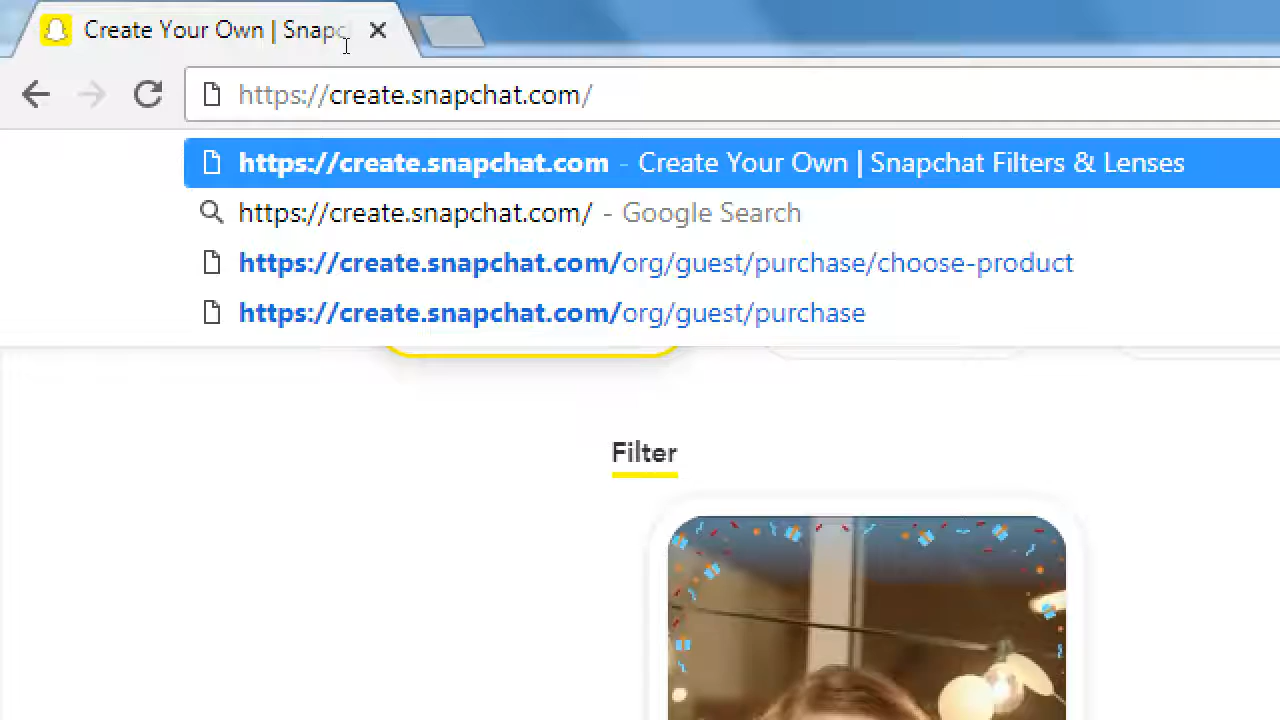 Create Your Own | Snapc
https://create.snapchat.com/
https://create.snapchat.com - Create Your Own | Snapchat Filters & Lenses
https://create.snapchat.com/ - Google Search
https://create.snapchat.com/org/guest/purchase/choose-product
https://create.snapchat.com/org/guest/purchase
Filter